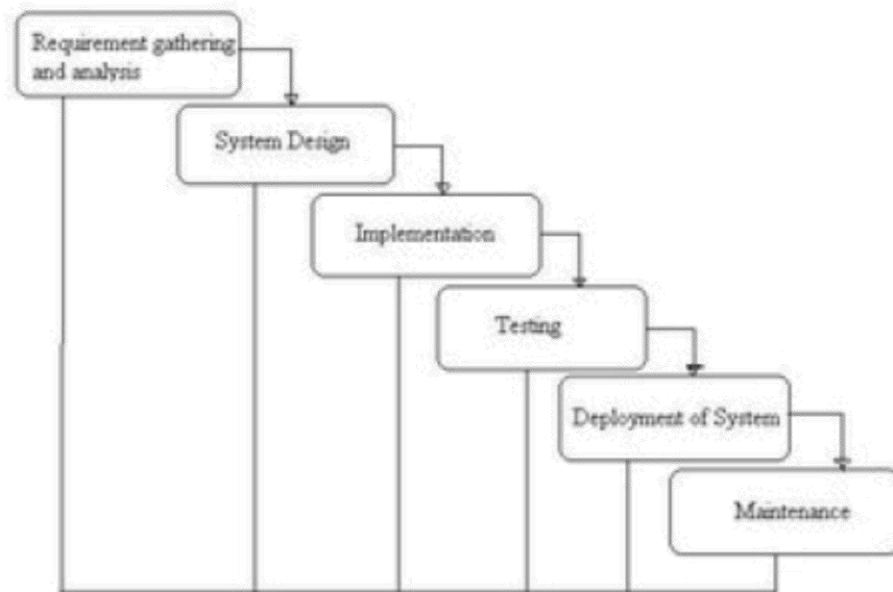 Requirement gathering
and analysis
System Design
Implementation
Testing
Deployment of System
Maintenance